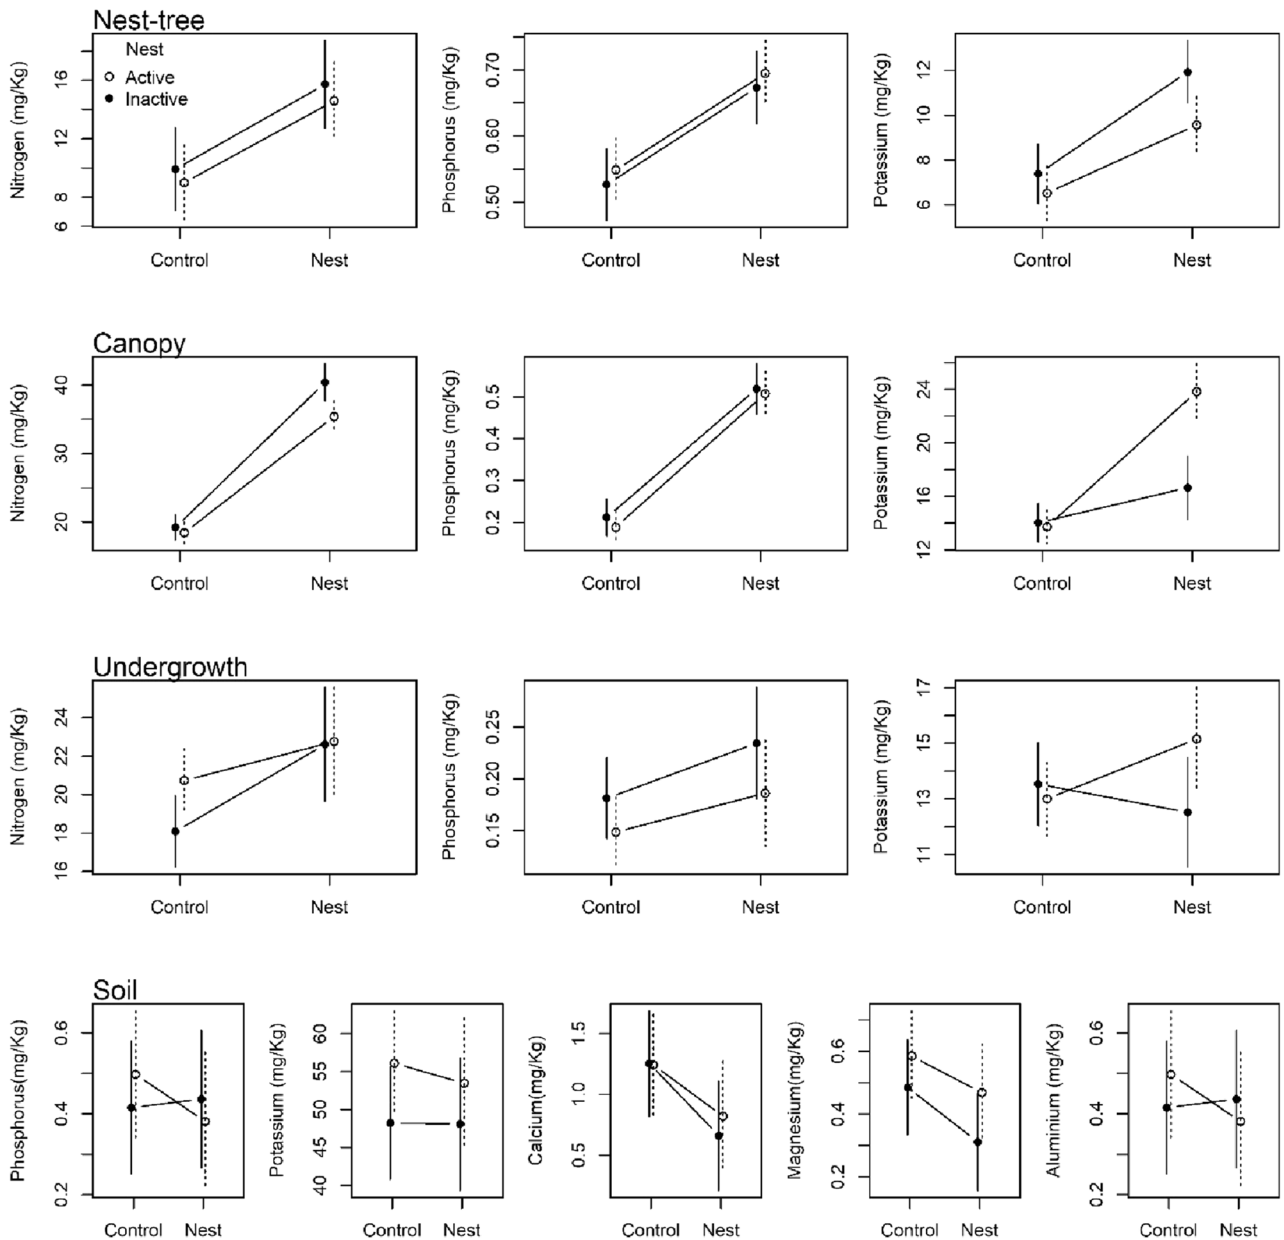 Nest-tree
Nest
Active
Inactive
Nitrogen (mg/Kg)
6
8
12
16
Control
Nest
Phosphorus (mg/Kg)
0.50
0.60
0.70
Control
Nest
Potassium (mg/Kg)
6
8
10
12
Control
Nest
Canopy
Nitrogen (mg/Kg)
20
30
40
Control
Nest
Phosphorus (mg/Kg)
0.2
0.3
0.4
0.5
Control
Nest
Potassium (mg/Kg)
12
16
20
24
Control
Nest
Undergrowth
Nitrogen (mg/Kg)
16
18
20
22
24
Control
Nest
Phosphorus (mg/Kg)
0.15
0.20
0.25
Control
Nest
Potassium (mg/Kg)
11
13
15
17
Control
Nest
Soil
Phosphorus(mg/Kg)
0.2
0.4
0.6
Control
Nest
Potassium (mg/Kg)
40
45
50
55
60
Control
Nest
Calcium(mg/Kg)
0.5
1.0
1.5
Control
Nest
Magnesium(mg/Kg)
0.2
0.4
0.6
Control
Nest
Aluminium (mg/Kg)
0.2
0.4
0.6
Control
Nest